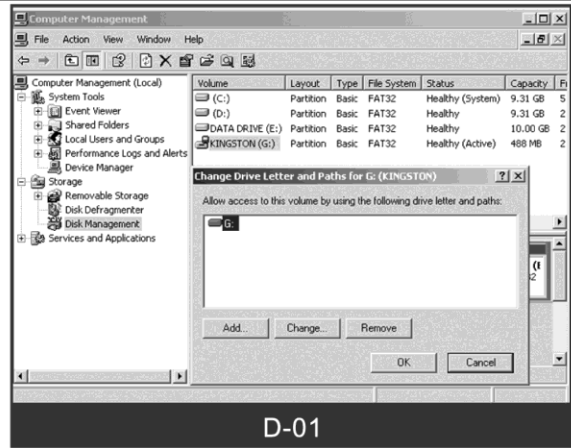 Computer Management
File Action View Window Help
Computer Management (Local)
System Tools
Event Viewer
Shared Folders
Local Users and Groups
Performance Logs and Alerts
Device Manager
Storage
Removable Storage
Disk Defragmenter
Disk Management
Services and Applications
Volume Layout Type File System Status Capacity F
(C:) Partition Basic FAT32 Healthy (System) 9.31 GB 5
(D:) Partition Basic FAT32 Healthy 9.31 GB 2
DATA DRIVE (E:) Partition Basic FAT32 Healthy 10.00 GB 2
KINGSTON (G:) Partition Basic FAT32 Healthy (Active) 488 MB 2
Change Drive Letter and Paths for G: (KINGSTON)
Allow access to this volume by using the following drive letter and paths:
G:
Add... Change... Remove
OK Cancel
D-01